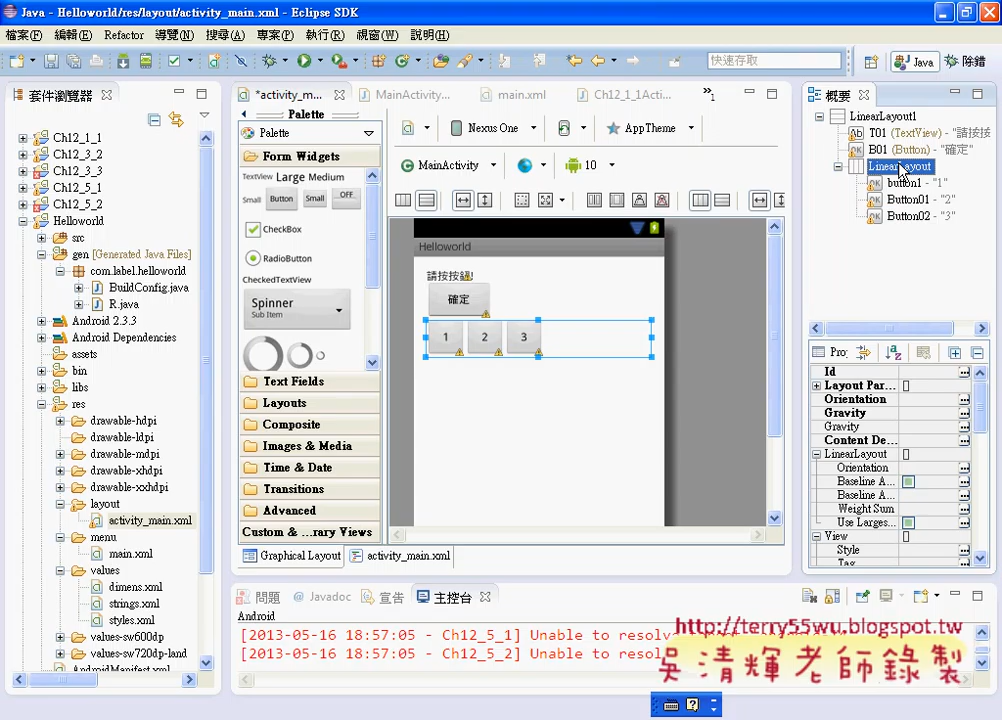 Java - Helloworld/res/layout/activity_main.xml - Eclipse SDK
檔案(F) 編輯(E) Refactor 導覽(N) 搜尋(A) 專案(P) 執行(R) 視窗(W) 說明(H)
快速存取
Java
除錯
套件瀏覽器
Ch12_1_1
Ch12_3_2
Ch12_3_3
Ch12_5_1
Ch12_5_2
Helloworld
src
gen [Generated Java Files]
com.label.helloworld
BuildConfig.java
R.java
Android 2.3.3
Android Dependencies
assets
bin
libs
res
drawable-hdpi
drawable-ldpi
drawable-mdpi
drawable-xhdpi
drawable-xxhdpi
layout
activity_main.xml
menu
main.xml
values
dimens.xml
strings.xml
styles.xml
values-sw600dp
values-sw720dp-land
AndroidManifest.xml
*activity_m... MainActivity... main.xml Ch12_1_1Acti... »1
Palette
Palette
Form Widgets
TextView Large Medium
Small Button Small OFF
CheckBox
RadioButton
CheckedTextView
Spinner
Sub Item
Text Fields
Layouts
Composite
Images & Media
Time & Date
Transitions
Advanced
Custom & ...rary Views
Nexus One AppTheme
MainActivity 10
Helloworld
請按按鈕!
確定
1 2 3
Graphical Layout activity_main.xml
概要
LinearLayout1
T01 (TextView) - "請按按
B01 (Button) - "確定"
LinearLayout
button1 - "1"
Button01 - "2"
Button02 - "3"
Pro:
Id
Layout Par... []
Orientation
Gravity
Gravity
Content De...
LinearLayout []
Orientation
Baseline A...
Baseline A...
Weight Sum
Use Larges...
View []
Style
Tag
問題 @ Javadoc 宣告 主控台
Android
[2013-05-16 18:57:05 - Ch12_5_1] Unable to resolv
[2013-05-16 18:57:05 - Ch12_5_2] Unable to reso
http://terry55wu.blogspot.tw
吳清輝老師錄製